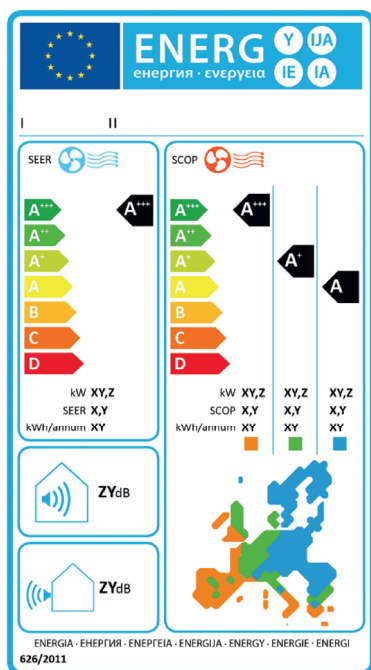 ENERG Y IJA
енергия · ενεργεια IE IA
I II
SEER
A+++ A+++
A++
A+
A
B
C
D
kW XY,Z
SEER X,Y
kWh/annum XY
SCOP
A+++ A+++
A++
A+ A+
A A
B
C
D
kW XY,Z XY,Z XY,Z
SCOP X,Y X,Y X,Y
kWh/annum XY XY XY
ZYdB
ZYdB
ENERGIA · ЕНЕРГИЯ · ΕΝΕΡΓΕΙΑ · ENERGIJA · ENERGY · ENERGIE · ENERGI
626/2011